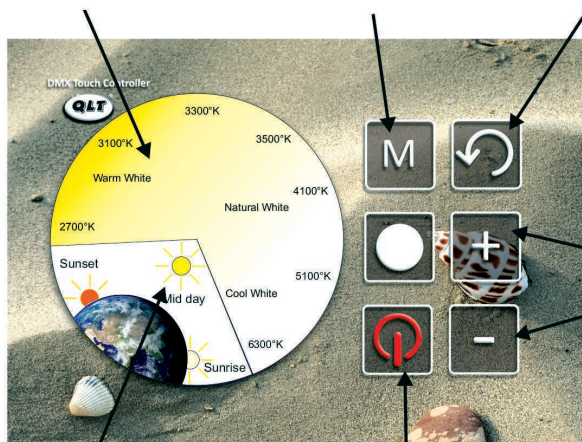 DMX Touch Controller
QLT
3300°K
3100°K
3500°K
Warm White
4100°K
Natural White
2700°K
Sunset
Mid day
5100°K
Cool White
6300°K
Sunrise
M
+
-